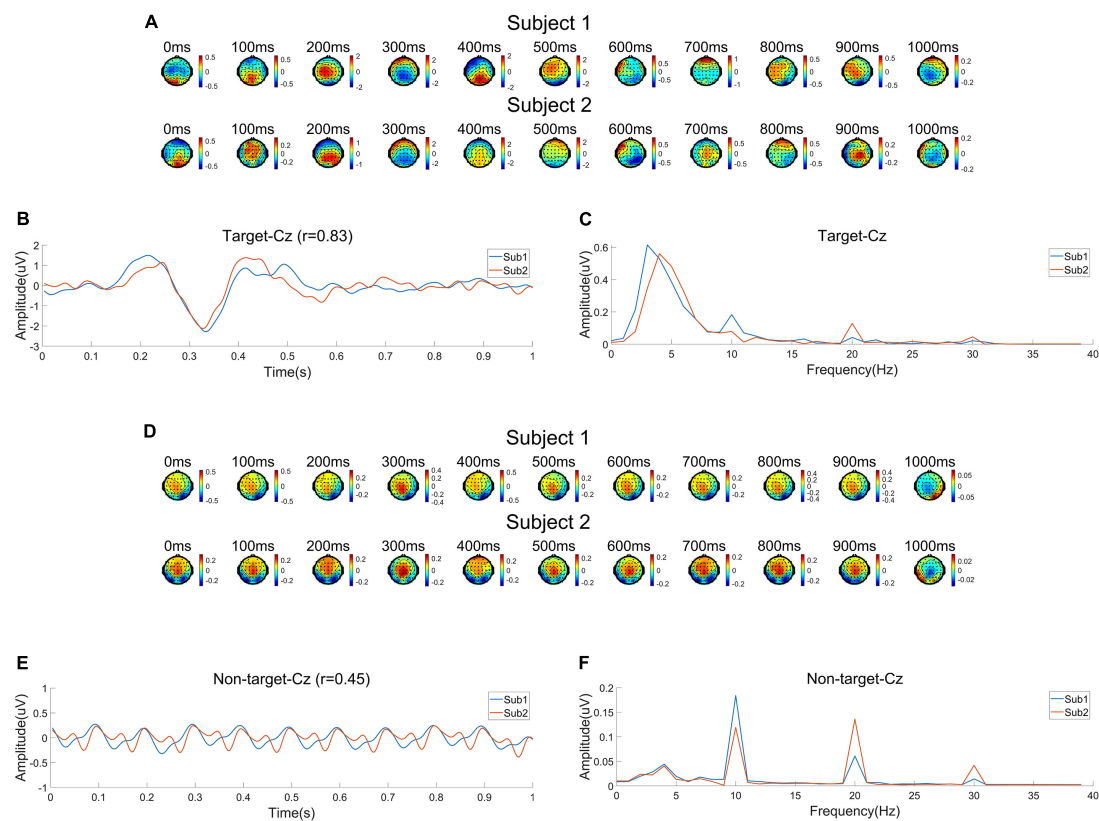 A
Subject 1
0ms 100ms 200ms 300ms 400ms 500ms 600ms 700ms 800ms 900ms 1000ms
0.5 0.5 2 2 2 2 0.5 1 0.5 0.5 0.2
0 0 0 0 0 0 0 0 0 0 0
-0.5 -0.5 -2 -2 -2 -2 -0.5 -1 -0.5 -0.5 -0.2
Subject 2
0ms 100ms 200ms 300ms 400ms 500ms 600ms 700ms 800ms 900ms 1000ms
0.5 0.2 1 2 2 2 0.5 0.5 0.5 0.2 0.2
0 0 0 0 0 0 0 0 0 0 0
-0.5 -0.2 -1 -2 -2 -2 -0.5 -0.5 -0.5 -0.2 -0.2
B
Target-Cz (r=0.83)
Amplitude(uV)
2
1
0
-1
-2
-3
Sub1
Sub2
0 0.1 0.2 0.3 0.4 0.5 0.6 0.7 0.8 0.9 1
Time(s)
C
Target-Cz
Amplitude(uV)
0.6
0.4
0.2
0
Sub1
Sub2
0 5 10 15 20 25 30 35 40
Frequency(Hz)
D
Subject 1
0ms 100ms 200ms 300ms 400ms 500ms 600ms 700ms 800ms 900ms 1000ms
0.5 0.5 0.2 0.4 0.5 0.2 0.2 0.2 0.4 0.2 0.05
0.2 0.2
0 0 0 0 0 0 0 0 0 0 0
-0.2 -0.2
-0.5 -0.5 -0.2 -0.4 -0.5 -0.2 -0.2 -0.2 -0.4 -0.2 -0.05
Subject 2
0ms 100ms 200ms 300ms 400ms 500ms 600ms 700ms 800ms 900ms 1000ms
0.2 0.2 0.2 0.2 0.2 0.2 0.2 0.2 0.2 0.2 0.02
0 0 0 0 0 0 0 0 0 0 0
-0.2 -0.2 -0.2 -0.2 -0.2 -0.2 -0.2 -0.2 -0.2 -0.2 -0.02
E
Non-target-Cz (r=0.45)
Amplitude(uV)
1
0.5
0
-0.5
-1
Sub1
Sub2
0 0.1 0.2 0.3 0.4 0.5 0.6 0.7 0.8 0.9 1
Time(s)
F
Non-target-Cz
Amplitude(uV)
0.2
0.15
0.1
0.05
0
Sub1
Sub2
0 5 10 15 20 25 30 35 40
Frequency(Hz)